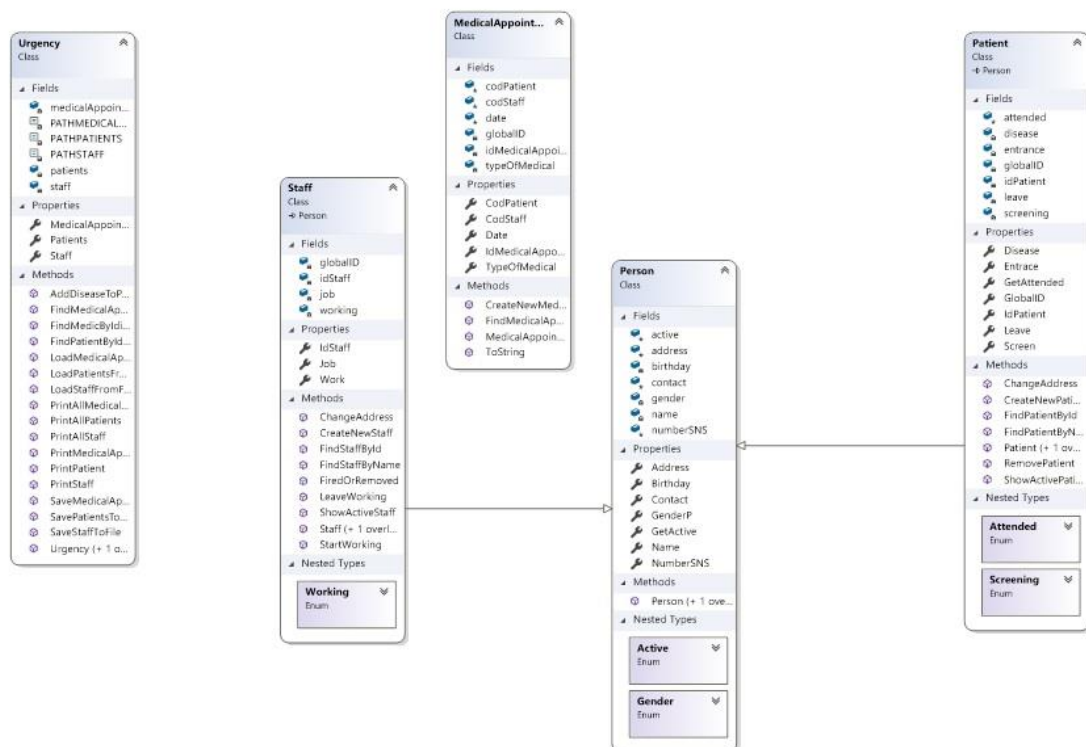 Urgency
Class
Fields
medicalAppoin...
PATHMEDICAL...
PATHPATIENTS
PATHSTAFF
patients
staff
Properties
MedicalAppoin...
Patients
Staff
Methods
AddDiseaseToP...
FindMedicalAp...
FindMedicByIdi...
FindPatientById...
LoadMedicalAp...
LoadPatientsFr...
LoadStaffFromF...
PrintAllMedical...
PrintAllPatients
PrintAllStaff
PrintMedicalAp...
PrintPatient
PrintStaff
SaveMedicalAp...
SavePatientsTo...
SaveStaffToFile
Urgency (+ 1 o...
Staff
Class
Person
Fields
globalID
idStaff
job
working
Properties
IdStaff
Job
Work
Methods
ChangeAddress
CreateNewStaff
FindStaffById
FindStaffByName
FiredOrRemoved
LeaveWorking
ShowActiveStaff
Staff (+ 1 overl...
StartWorking
Nested Types
Working
Enum
MedicalAppoint...
Class
Fields
codPatient
codStaff
date
globalID
idMedicalAppoi...
typeOfMedical
Properties
CodPatient
CodStaff
Date
IdMedicalAppo...
TypeOfMedical
Methods
CreateNewMed...
FindMedicalAp...
MedicalAppoin...
ToString
Person
Class
Fields
active
address
birthday
contact
gender
name
numberSNS
Properties
Address
Birthday
Contact
GenderP
GetActive
Name
NumberSNS
Methods
Person (+ 1 ove...
Nested Types
Active
Enum
Gender
Enum
Patient
Class
Person
Fields
attended
disease
entrance
globalID
idPatient
leave
screening
Properties
Disease
Entrace
GetAttended
GlobalID
IdPatient
Leave
Screen
Methods
ChangeAddress
CreateNewPati...
FindPatientById
FindPatientByN...
Patient (+ 1 ov...
RemovePatient
ShowActivePati...
Nested Types
Attended
Enum
Screening
Enum